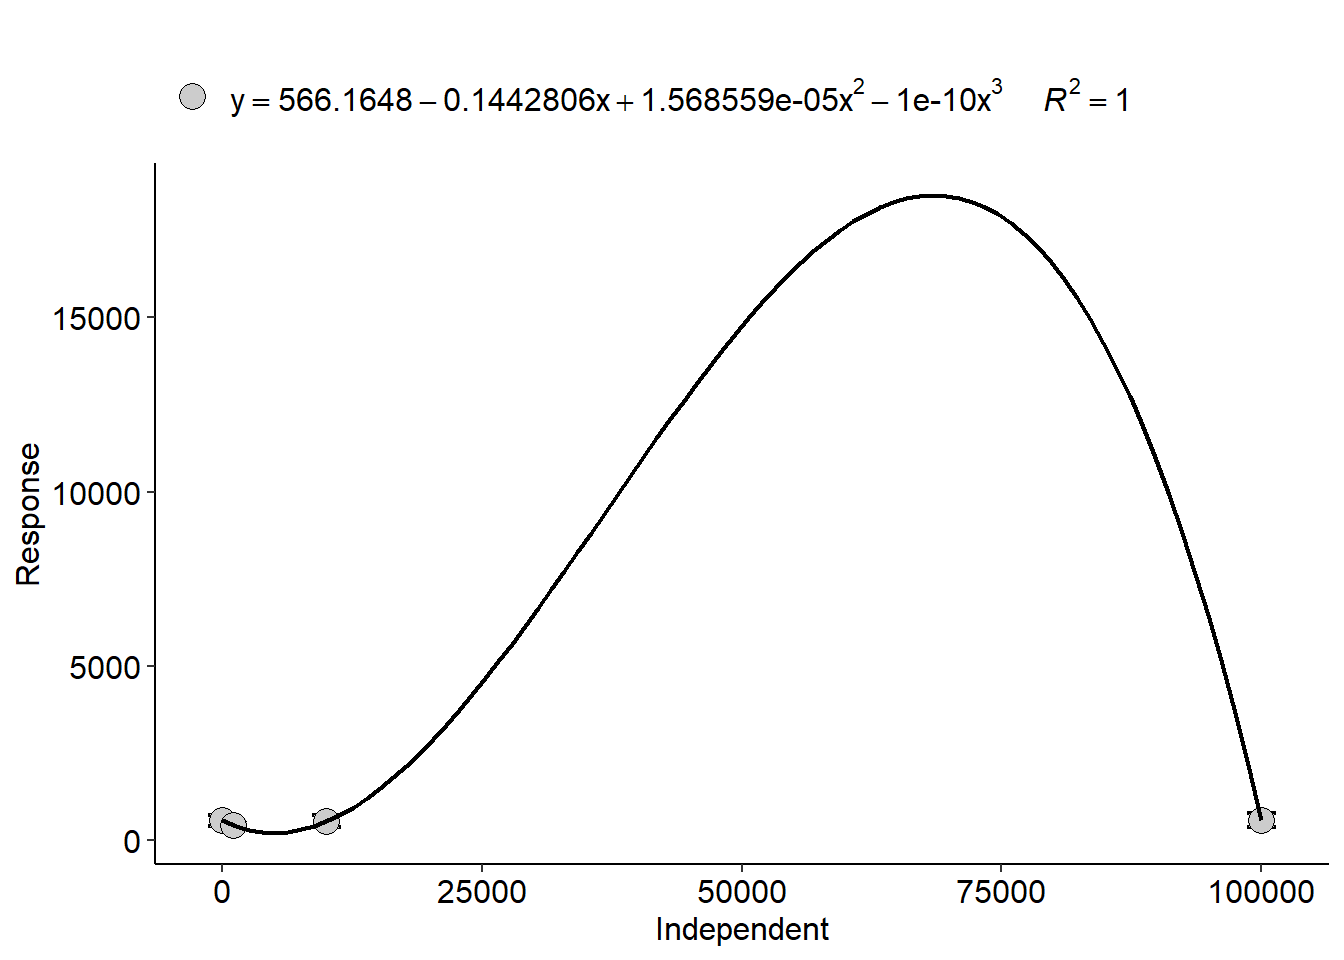 y = 566.1648 − 0.1442806x + 1.568559e-05x² − 1e-10x³ R² = 1
15000
10000
5000
0
Response
0 25000 50000 75000 100000
Independent